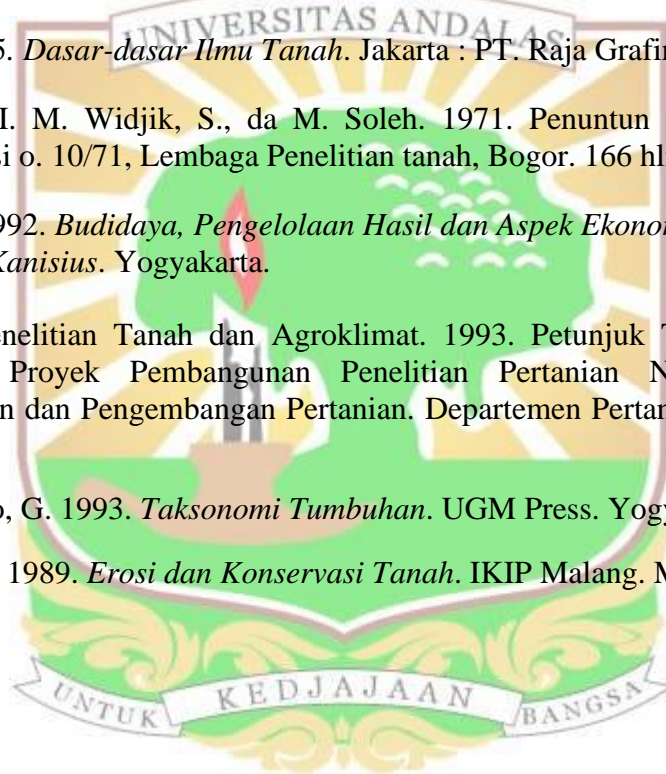 UNIVERSITAS ANDALAS
5. Dasar-dasar Ilmu Tanah. Jakarta : PT. Raja Grafin
I. M. Widjik, S., da M. Soleh. 1971. Penuntun
i o. 10/71, Lembaga Penelitian tanah, Bogor. 166 hl
992. Budidaya, Pengelolaan Hasil dan Aspek Ekonor
Kanisius. Yogyakarta.
enelitian Tanah dan Agroklimat. 1993. Petunjuk T
Proyek Pembangunan Penelitian Pertanian N
n dan Pengembangan Pertanian. Departemen Pertan
o, G. 1993. Taksonomi Tumbuhan. UGM Press. Yogy
1989. Erosi dan Konservasi Tanah. IKIP Malang. M
UNTUK KEDJAJAAN BANGSA